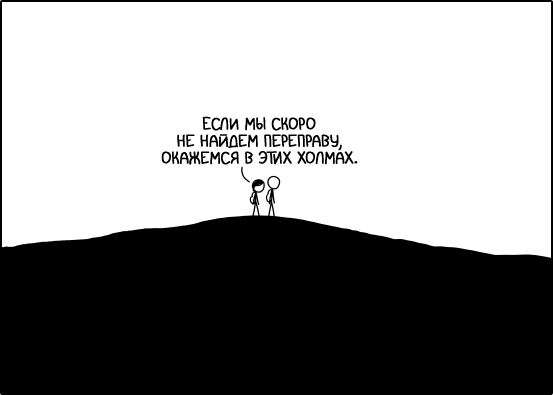 ЕСЛИ МЫ СКОРО
НЕ НАЙДЕМ ПЕРЕПРАВУ,
ОКАЖЕМСЯ В ЭТИХ ХОЛМАХ.